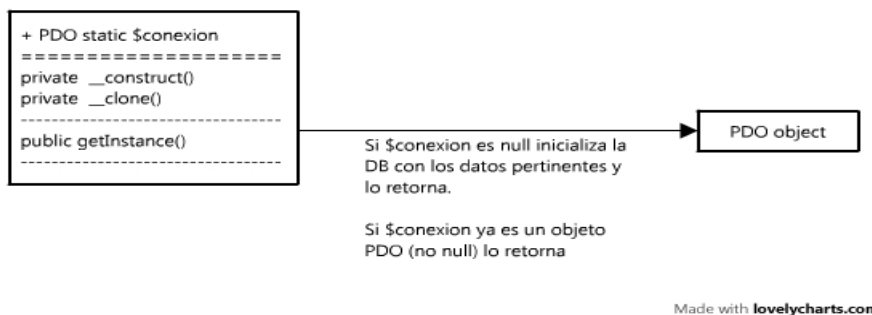 + PDO static $conexion
====================
private __construct()
private __clone()
---------------------------------
public getInstance()
---------------------------------
Si $conexion es null inicializa la
DB con los datos pertinentes y
lo retorna.
Si $conexion ya es un objeto
PDO (no null) lo retorna
PDO object
Made with lovelycharts.com